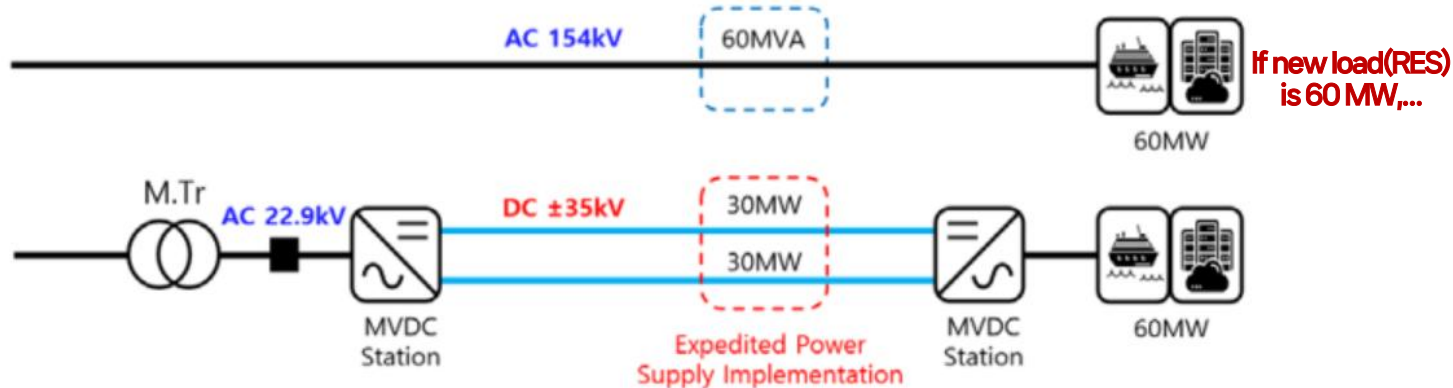 AC 154kV
60MVA
If new load(RES)
is 60 MW,...
60MW
M.Tr
AC 22.9kV
DC ±35kV
30MW
30MW
MVDC
Station
Expedited Power
Supply Implementation
MVDC
Station
60MW